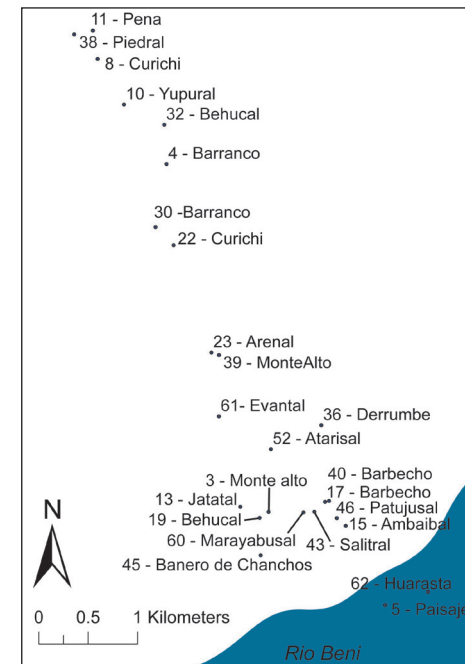 11 - Pena
38 - Piedral
8 - Curichi
10 - Yupural
32 - Behucal
4 - Barranco
30 -Barranco
22 - Curichi
23 - Arenal
39 - MonteAlto
61- Evantal
36 - Derrumbe
52 - Atarisal
3 - Monte alto
40 - Barbecho
17 - Barbecho
13 - Jatatal
46 - Patujusal
19 - Behucal
15 - Ambaibal
60 - Marayabusal
43 - Salitral
45 - Banero de Chanchos
62 - Huarasta
5 - Paisaje
N
0 0.5 1 Kilometers
Rio Beni